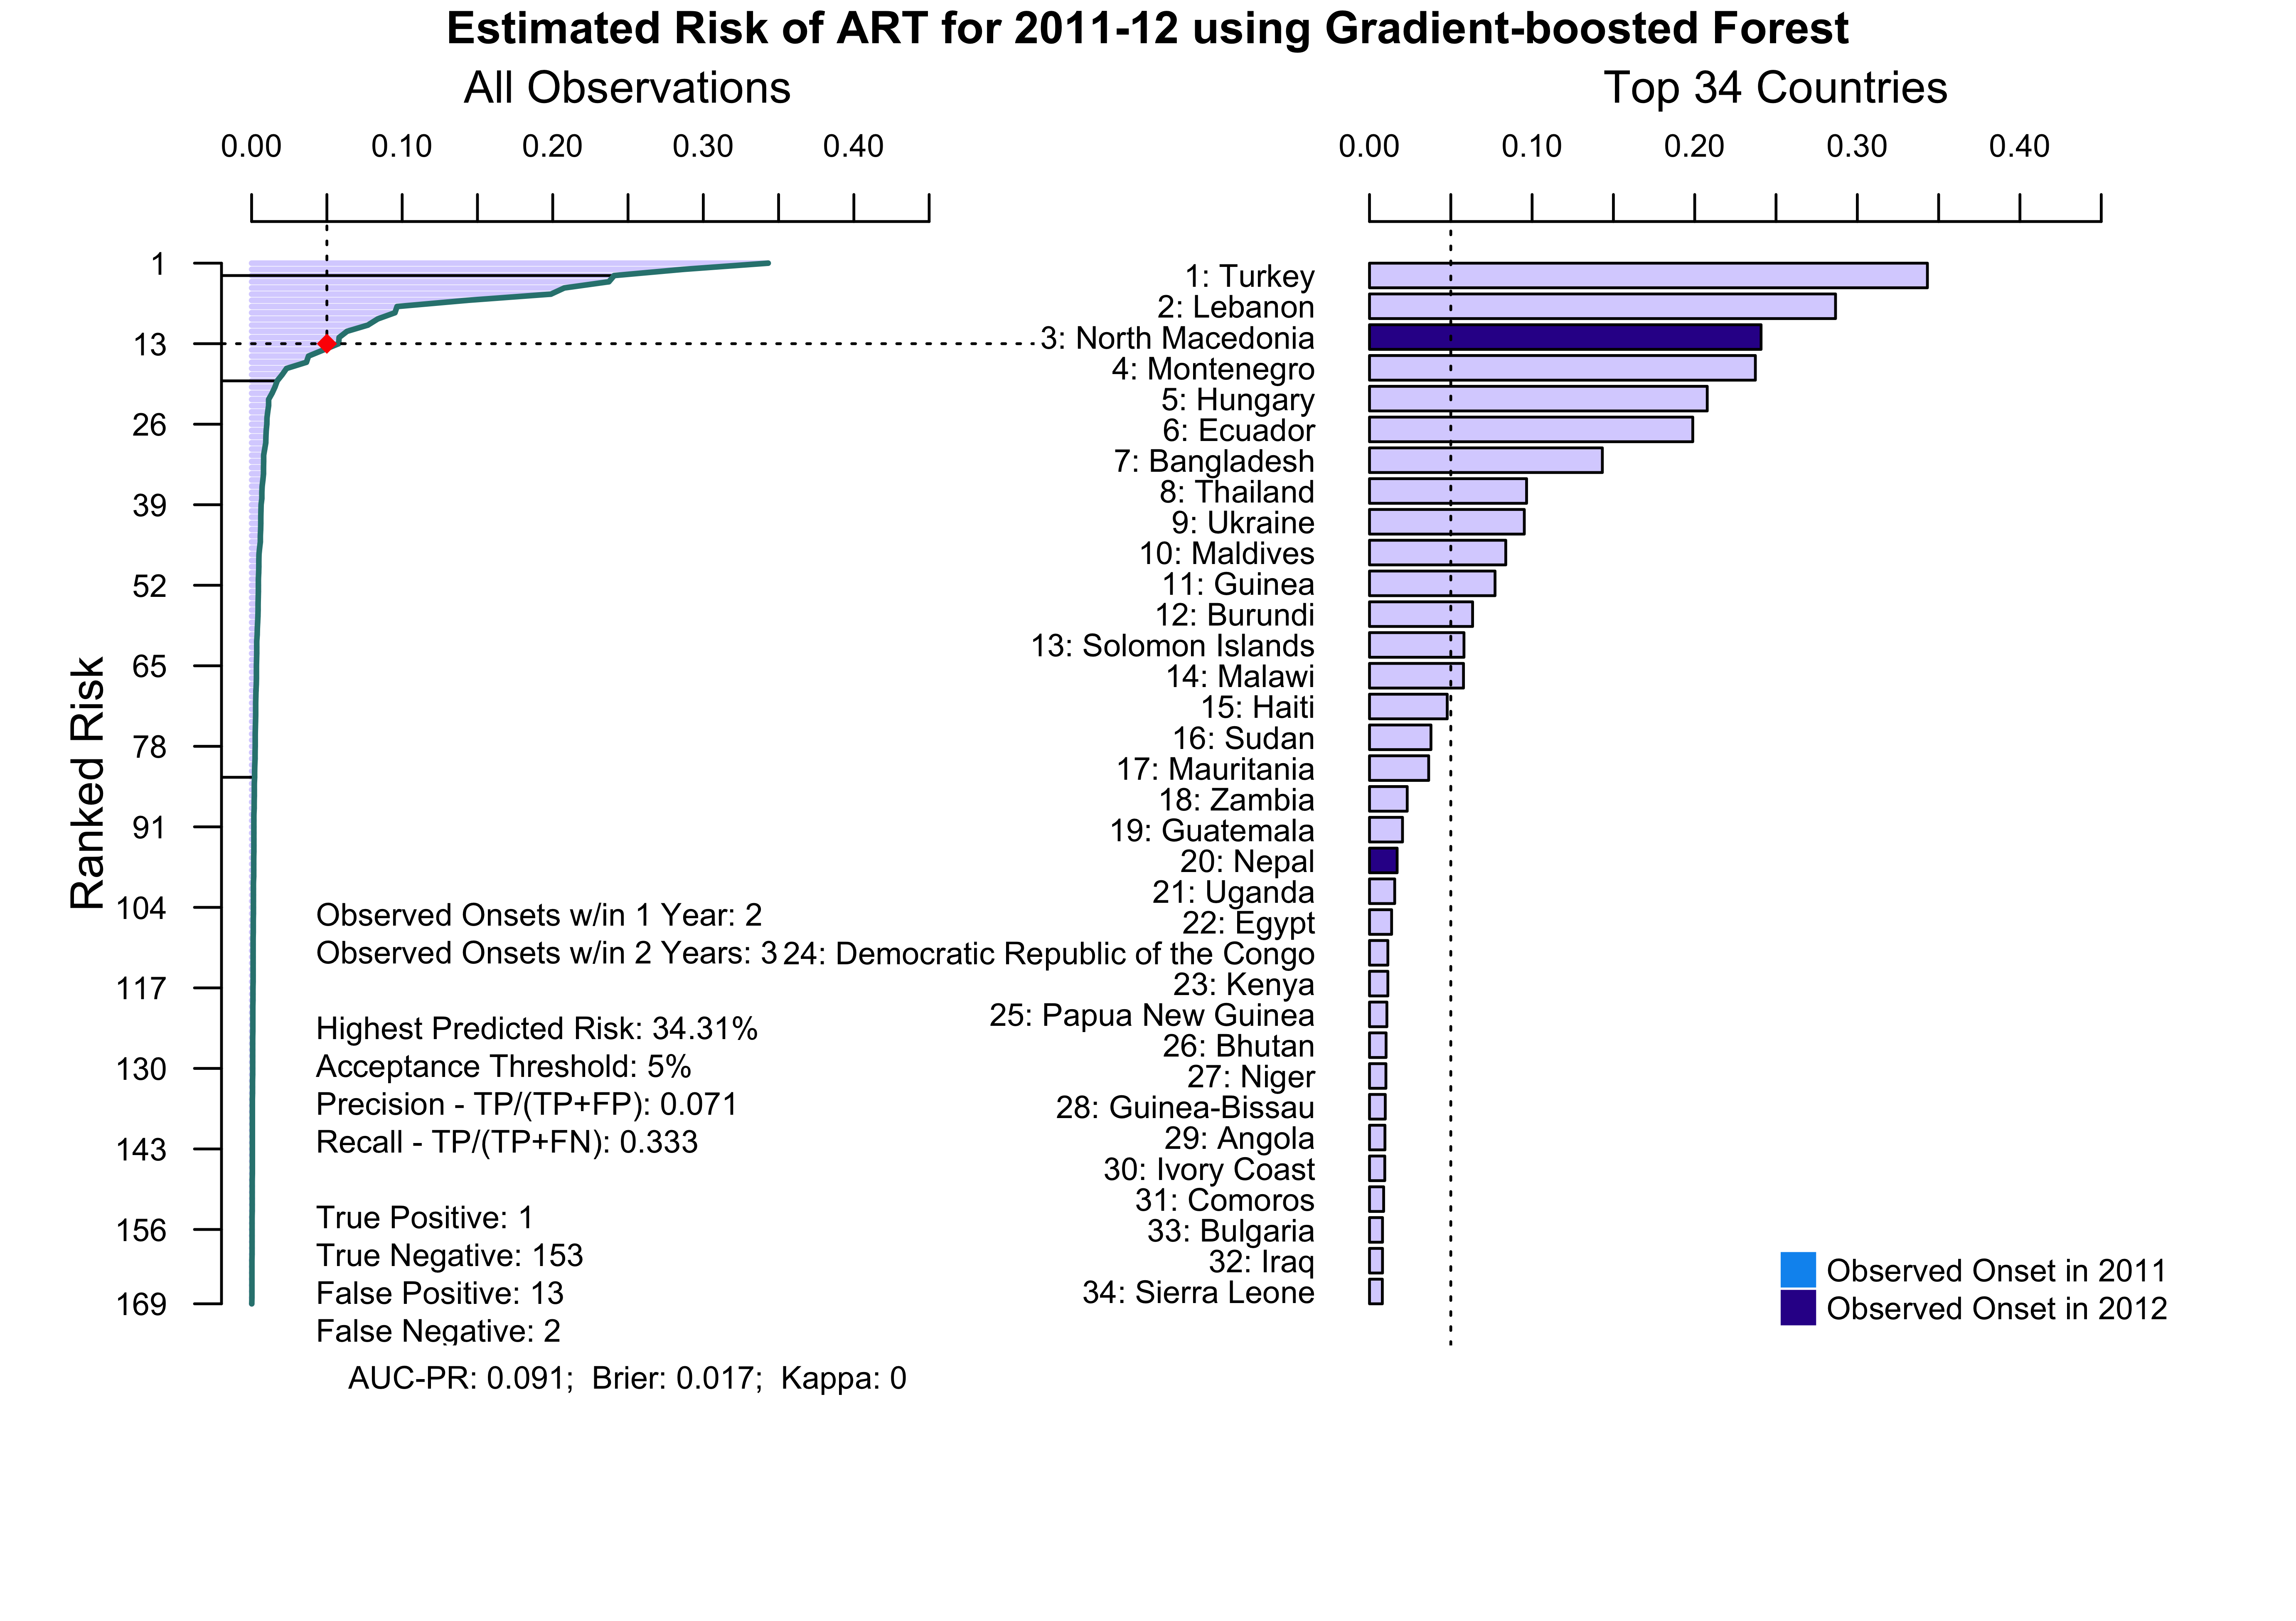 Estimated Risk of ART for 2011-12 using Gradient-boosted Forest
All Observations
0.00 0.10 0.20 0.30 0.40
Ranked Risk
1
13
26
39
52
65
78
91
104
117
130
143
156
169
Observed Onsets w/in 1 Year: 2
Observed Onsets w/in 2 Years: 3
Highest Predicted Risk: 34.31%
Acceptance Threshold: 5%
Precision - TP/(TP+FP): 0.071
Recall - TP/(TP+FN): 0.333
True Positive: 1
True Negative: 153
False Positive: 13
False Negative: 2
AUC-PR: 0.091; Brier: 0.017; Kappa: 0
Top 34 Countries
0.00 0.10 0.20 0.30 0.40
1: Turkey
2: Lebanon
3: North Macedonia
4: Montenegro
5: Hungary
6: Ecuador
7: Bangladesh
8: Thailand
9: Ukraine
10: Maldives
11: Guinea
12: Burundi
13: Solomon Islands
14: Malawi
15: Haiti
16: Sudan
17: Mauritania
18: Zambia
19: Guatemala
20: Nepal
21: Uganda
22: Egypt
24: Democratic Republic of the Congo
23: Kenya
25: Papua New Guinea
26: Bhutan
27: Niger
28: Guinea-Bissau
29: Angola
30: Ivory Coast
31: Comoros
33: Bulgaria
32: Iraq
34: Sierra Leone
Observed Onset in 2011
Observed Onset in 2012